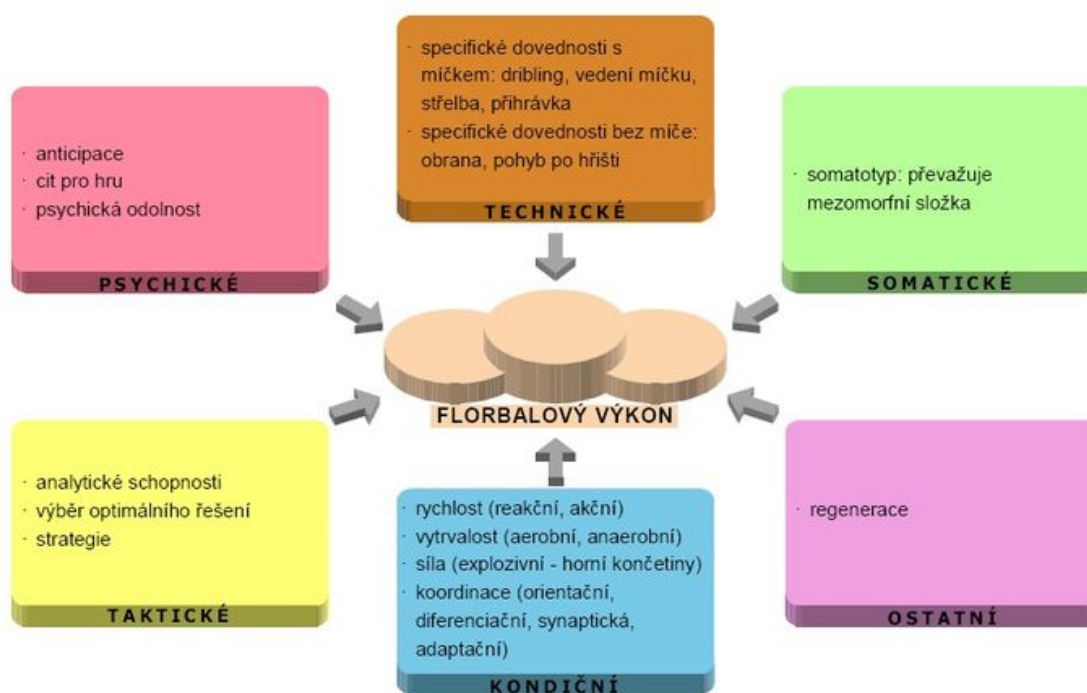 · anticipace
· cit pro hru
· psychická odolnost
PSYCHICKÉ
· specifické dovednosti s
míčkem: dribling, vedení míčku,
střelba, přihrávka
· specifické dovednosti bez míče:
obrana, pohyb po hřišti
TECHNICKÉ
· somatotyp: převažuje
mezomorfní složka
SOMATICKÉ
FLORBALOVÝ VÝKON
· analytické schopnosti
· výběr optimálního řešení
· strategie
TAKTICKÉ
· rychlost (reakční, akční)
· vytrvalost (aerobní, anaerobní)
· síla (explozivní - horní končetiny)
· koordinace (orientační,
diferenciační, synaptická,
adaptační)
KONDIČNÍ
· regenerace
OSTATNÍ